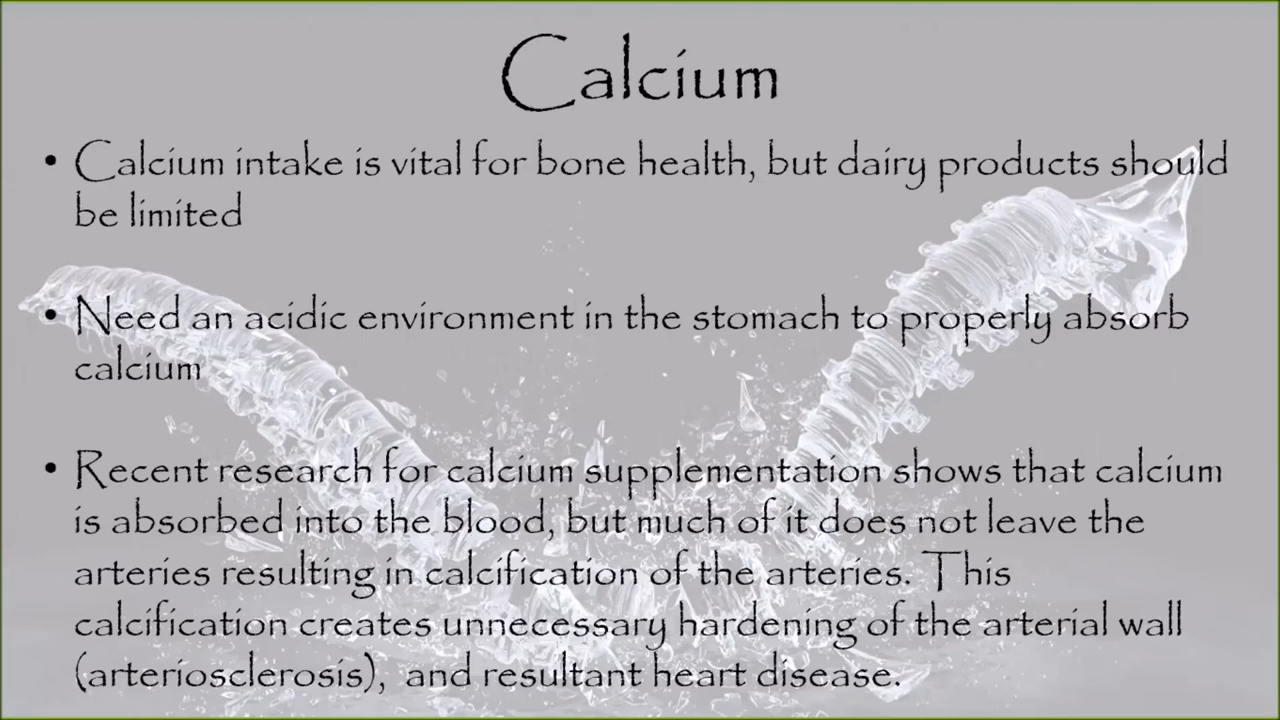 Calcium
• Calcium intake is vital for bone health, but dairy products should
be limited
• Need an acidic environment in the stomach to properly absorb
calcium
• Recent research for calcium supplementation shows that calcium
is absorbed into the blood, but much of it does not leave the
arteries resulting in calcification of the arteries. This
calcification creates unnecessary hardening of the arterial wall
(arteriosclerosis), and resultant heart disease.